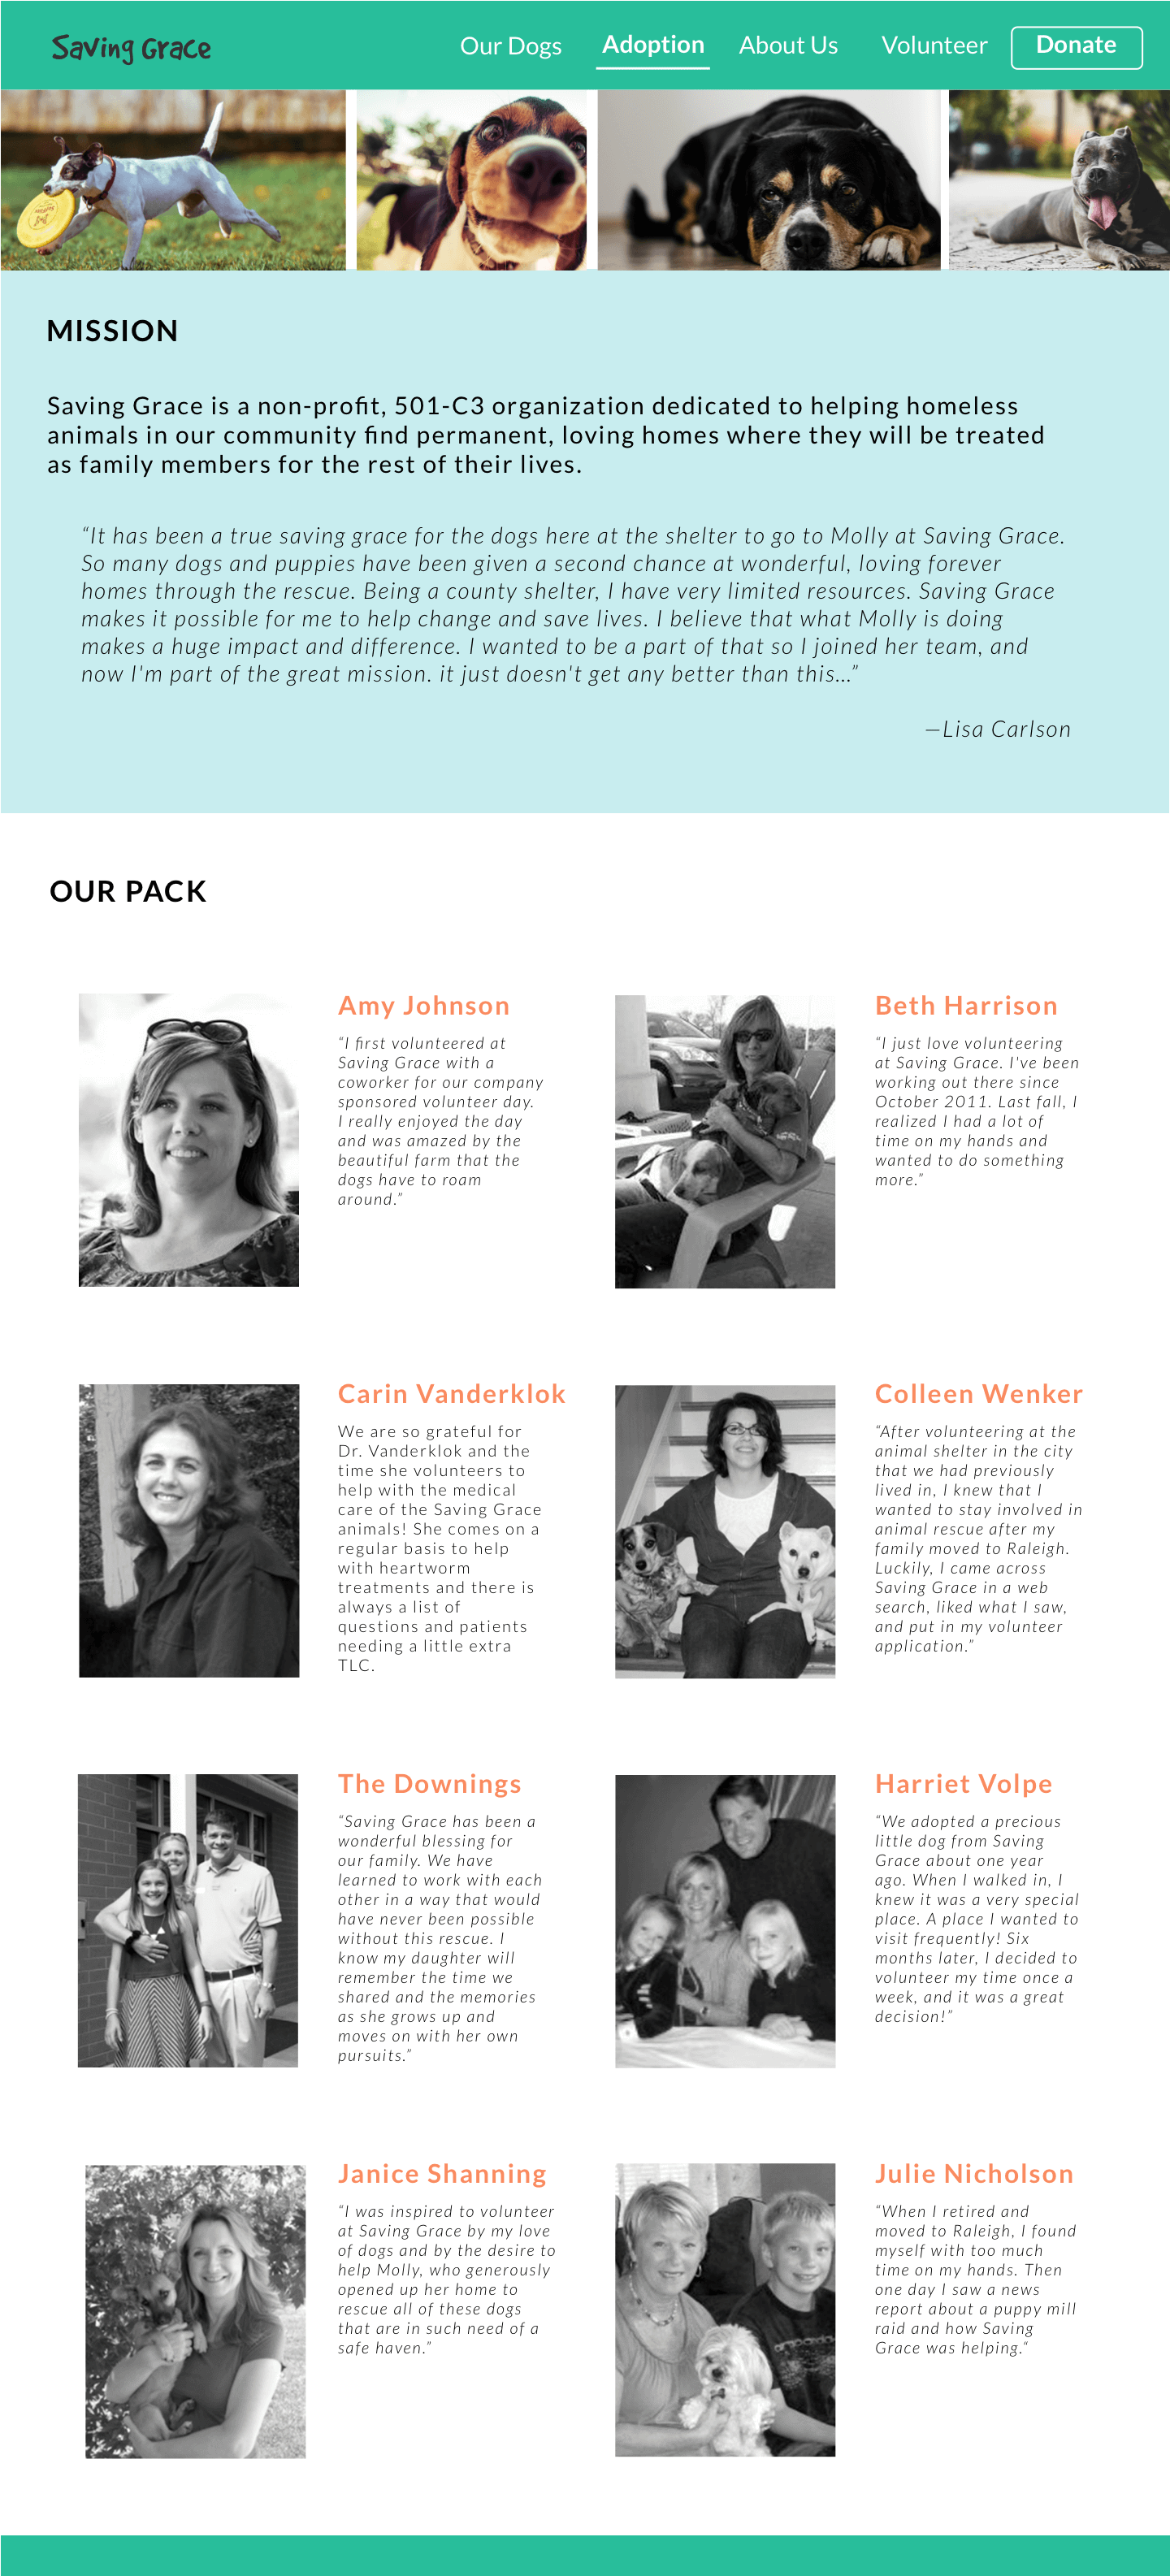 Saving Grace
Our Dogs Adoption About Us Volunteer Donate
MISSION
Saving Grace is a non-profit, 501-C3 organization dedicated to helping homeless
animals in our community find permanent, loving homes where they will be treated
as family members for the rest of their lives.
“It has been a true saving grace for the dogs here at the shelter to go to Molly at Saving Grace.
So many dogs and puppies have been given a second chance at wonderful, loving forever
homes through the rescue. Being a county shelter, I have very limited resources. Saving Grace
makes it possible for me to help change and save lives. I believe that what Molly is doing
makes a huge impact and difference. I wanted to be a part of that so I joined her team, and
now I'm part of the great mission. it just doesn't get any better than this...”
—Lisa Carlson
OUR PACK
Amy Johnson
“I first volunteered at
Saving Grace with a
coworker for our company
sponsored volunteer day.
I really enjoyed the day
and was amazed by the
beautiful farm that the
dogs have to roam
around.”
Beth Harrison
“I just love volunteering
at Saving Grace. I've been
working out there since
October 2011. Last fall, I
realized I had a lot of
time on my hands and
wanted to do something
more.”
Carin Vanderklok
We are so grateful for
Dr. Vanderklok and the
time she volunteers to
help with the medical
care of the Saving Grace
animals! She comes on a
regular basis to help
with heartworm
treatments and there is
always a list of
questions and patients
needing a little extra
TLC.
Colleen Wenker
“After volunteering at the
animal shelter in the city
that we had previously
lived in, I knew that I
wanted to stay involved in
animal rescue after my
family moved to Raleigh.
Luckily, I came across
Saving Grace in a web
search, liked what I saw,
and put in my volunteer
application.”
The Downings
“Saving Grace has been a
wonderful blessing for
our family. We have
learned to work with each
other in a way that would
have never been possible
without this rescue. I
know my daughter will
remember the time we
shared and the memories
as she grows up and
moves on with her own
pursuits.”
Harriet Volpe
“We adopted a precious
little dog from Saving
Grace about one year
ago. When I walked in, I
knew it was a very special
place. A place I wanted to
visit frequently! Six
months later, I decided to
volunteer my time once a
week, and it was a great
decision!”
Janice Shanning
“I was inspired to volunteer
at Saving Grace by my love
of dogs and by the desire to
help Molly, who generously
opened up her home to
rescue all of these dogs
that are in such need of a
safe haven.”
Julie Nicholson
“When I retired and
moved to Raleigh, I found
myself with too much
time on my hands. Then
one day I saw a news
report about a puppy mill
raid and how Saving
Grace was helping.“